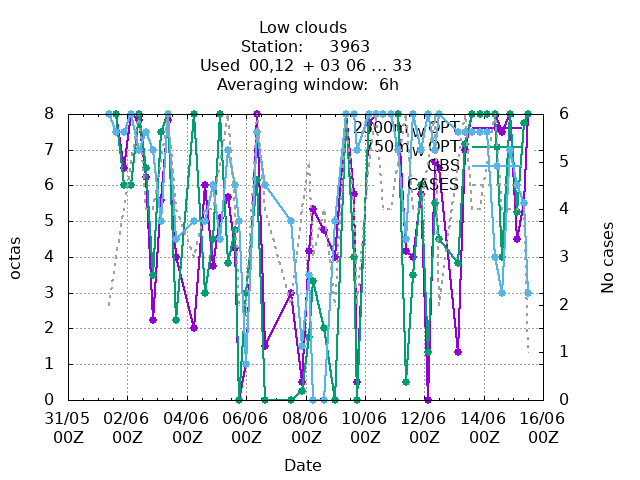 Low clouds
Station: 3963
Used 00,12 + 03 06 ... 33
Averaging window: 6h
2500m_W_OPT
750m_W_OPT
OBS
CASES
octas
No cases
8
7
6
5
4
3
2
1
0
6
5
4
3
2
1
0
31/05 02/06 04/06 06/06 08/06 10/06 12/06 14/06 16/06
00Z 00Z 00Z 00Z 00Z 00Z 00Z 00Z 00Z
Date